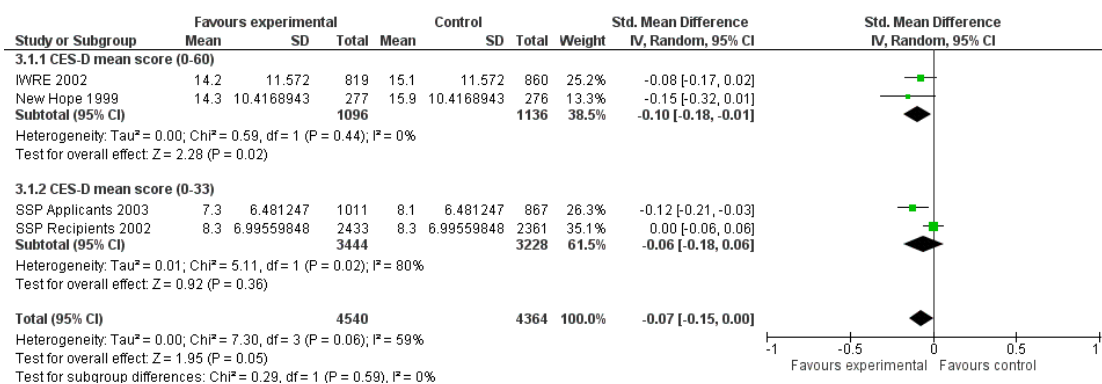 Favours experimental Control Std. Mean Difference Std. Mean Difference
Study or Subgroup Mean SD Total Mean SD Total Weight IV, Random, 95% CI IV, Random, 95% CI
3.1.1 CES-D mean score (0-60)
IWRE 2002 14.2 11.572 819 15.1 11.572 860 25.2% -0.08 [-0.17, 0.02]
New Hope 1999 14.3 10.4168943 277 15.9 10.4168943 276 13.3% -0.15 [-0.32, 0.01]
Subtotal (95% CI) 1096 1136 38.5% -0.10 [-0.18, -0.01]
Heterogeneity: Tau² = 0.00; Chi² = 0.59, df = 1 (P = 0.44); I² = 0%
Test for overall effect: Z = 2.28 (P = 0.02)
3.1.2 CES-D mean score (0-33)
SSP Applicants 2003 7.3 6.481247 1011 8.1 6.481247 867 26.3% -0.12 [-0.21, -0.03]
SSP Recipients 2002 8.3 6.99559848 2433 8.3 6.99559848 2361 35.1% 0.00 [-0.06, 0.06]
Subtotal (95% CI) 3444 3228 61.5% -0.06 [-0.18, 0.06]
Heterogeneity: Tau² = 0.01; Chi² = 5.11, df = 1 (P = 0.02); I² = 80%
Test for overall effect: Z = 0.92 (P = 0.36)
Total (95% CI) 4540 4364 100.0% -0.07 [-0.15, 0.00]
Heterogeneity: Tau² = 0.00; Chi² = 7.30, df = 3 (P = 0.06); I² = 59%
Test for overall effect: Z = 1.95 (P = 0.05)
Test for subgroup differences: Chi² = 0.29, df = 1 (P = 0.59), I² = 0%
-1 -0.5 0 0.5 1
Favours experimental Favours control